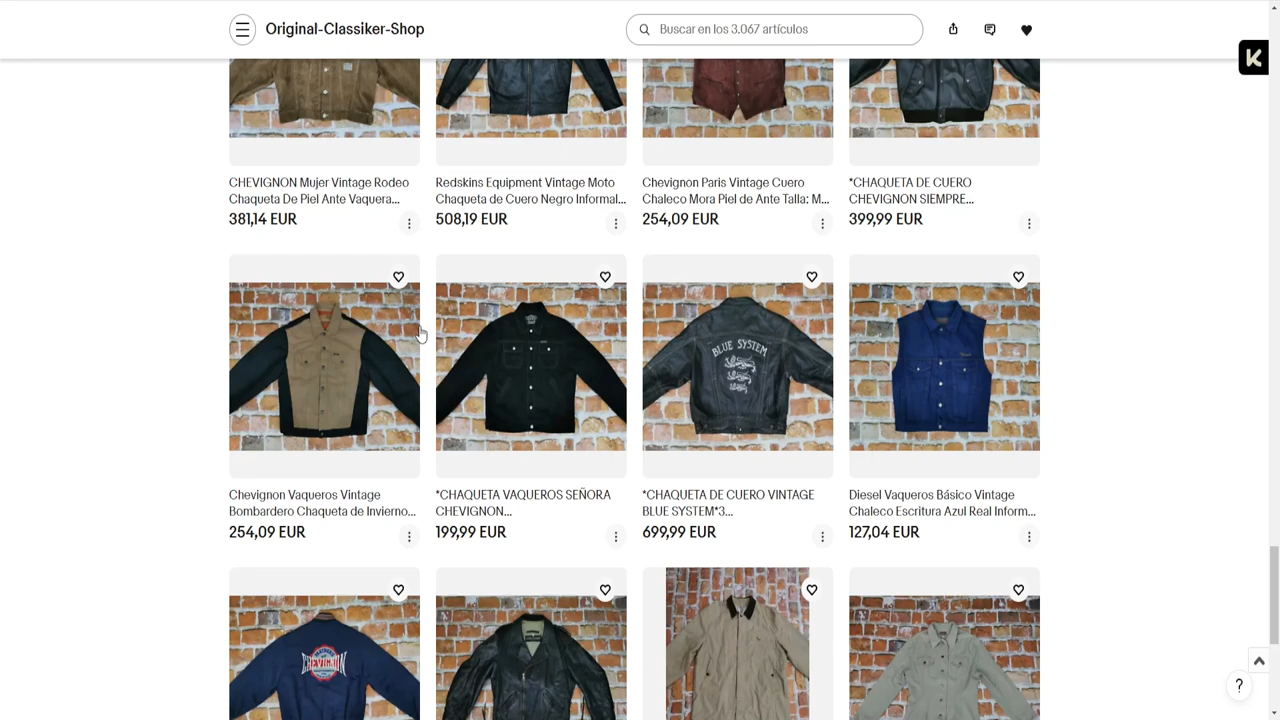 Original-Classiker-Shop
Buscar en los 3.067 artículos
CHEVIGNON Mujer Vintage Rodeo
Chaqueta De Piel Ante Vaquera...
381,14 EUR
Redskins Equipment Vintage Moto
Chaqueta de Cuero Negro Informal...
508,19 EUR
Chevignon Paris Vintage Cuero
Chaleco Mora Piel de Ante Talla: M...
254,09 EUR
*CHAQUETA DE CUERO
CHEVIGNON SIEMPRE...
399,99 EUR
BLUE SYSTEM
Chevignon Vaqueros Vintage
Bombardero Chaqueta de Invierno...
254,09 EUR
*CHAQUETA VAQUEROS SEÑORA
CHEVIGNON...
199,99 EUR
*CHAQUETA DE CUERO VINTAGE
BLUE SYSTEM*3...
699,99 EUR
Diesel Vaqueros Básico Vintage
Chaleco Escritura Azul Real Inform...
127,04 EUR
CHEVIGNON
?